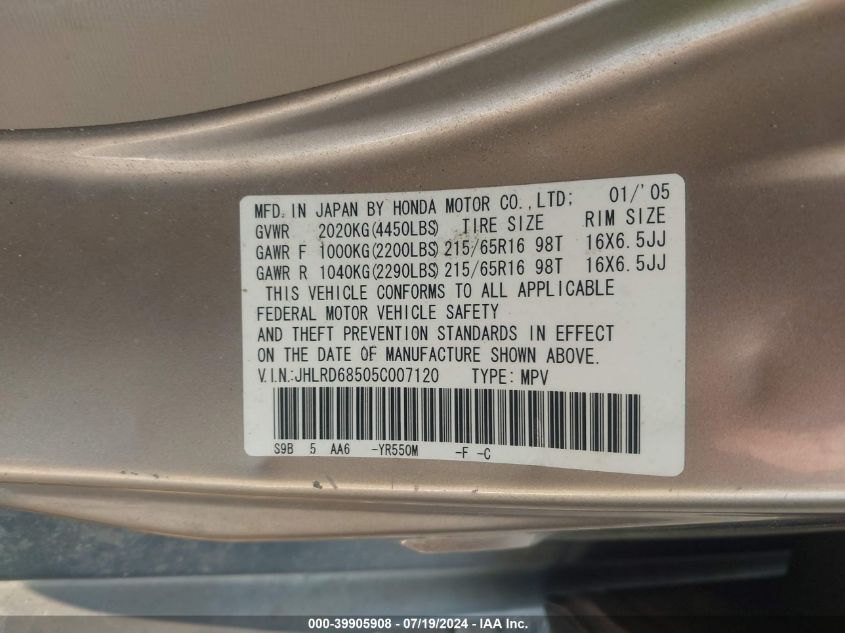 MFD. IN JAPAN BY HONDA MOTOR CO.,LTD; 01/'05
GVWR 2020KG(4450LBS) TIRE SIZE RIM SIZE
GAWR F 1000KG(2200LBS) 215/65R16 98T 16X6.5JJ
GAWR R 1040KG(2290LBS) 215/65R16 98T 16X6.5JJ
THIS VEHICLE CONFORMS TO ALL APPLICABLE
FEDERAL MOTOR VEHICLE SAFETY
AND THEFT PREVENTION STANDARDS IN EFFECT
ON THE DATE OF MANUFACTURE SHOWN ABOVE.
V.I.N.:JHLRD68505C007120 TYPE: MPV
S9B 5 AA6 -YR550M -F -C
000-39905908 - 07/19/2024 - IAA Inc.